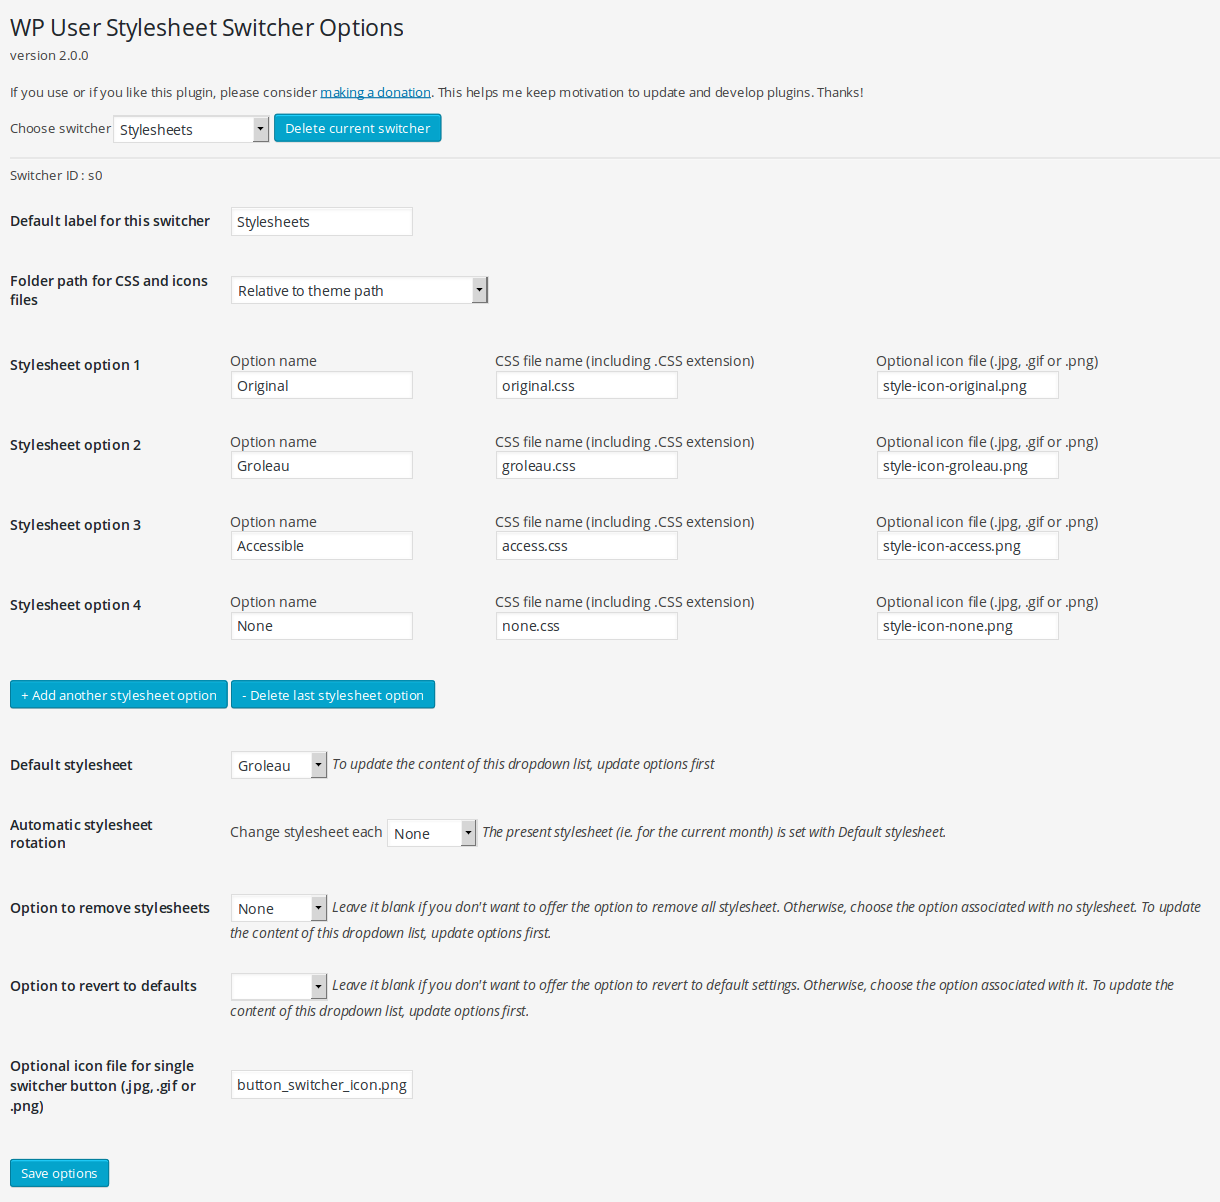 WP User Stylesheet Switcher Options
version 2.0.0
If you use or if you like this plugin, please consider making a donation. This helps me keep motivation to update and develop plugins. Thanks!
Choose switcher Stylesheets Delete current switcher
Switcher ID : s0
Default label for this switcher Stylesheets
Folder path for CSS and icons
files
Relative to theme path
Stylesheet option 1
Option name CSS file name (including .CSS extension) Optional icon file (.jpg, .gif or .png)
Original original.css style-icon-original.png
Stylesheet option 2
Option name CSS file name (including .CSS extension) Optional icon file (.jpg, .gif or .png)
Groleau groleau.css style-icon-groleau.png
Stylesheet option 3
Option name CSS file name (including .CSS extension) Optional icon file (.jpg, .gif or .png)
Accessible access.css style-icon-access.png
Stylesheet option 4
Option name CSS file name (including .CSS extension) Optional icon file (.jpg, .gif or .png)
None none.css style-icon-none.png
+ Add another stylesheet option - Delete last stylesheet option
Default stylesheet Groleau To update the content of this dropdown list, update options first
Automatic stylesheet
rotation
Change stylesheet each None The present stylesheet (ie. for the current month) is set with Default stylesheet.
Option to remove stylesheets None Leave it blank if you don't want to offer the option to remove all stylesheet. Otherwise, choose the option associated with no stylesheet. To update
the content of this dropdown list, update options first.
Option to revert to defaults Leave it blank if you don't want to offer the option to revert to default settings. Otherwise, choose the option associated with it. To update the
content of this dropdown list, update options first.
Optional icon file for single
switcher button (.jpg, .gif or
.png)
button_switcher_icon.png
Save options